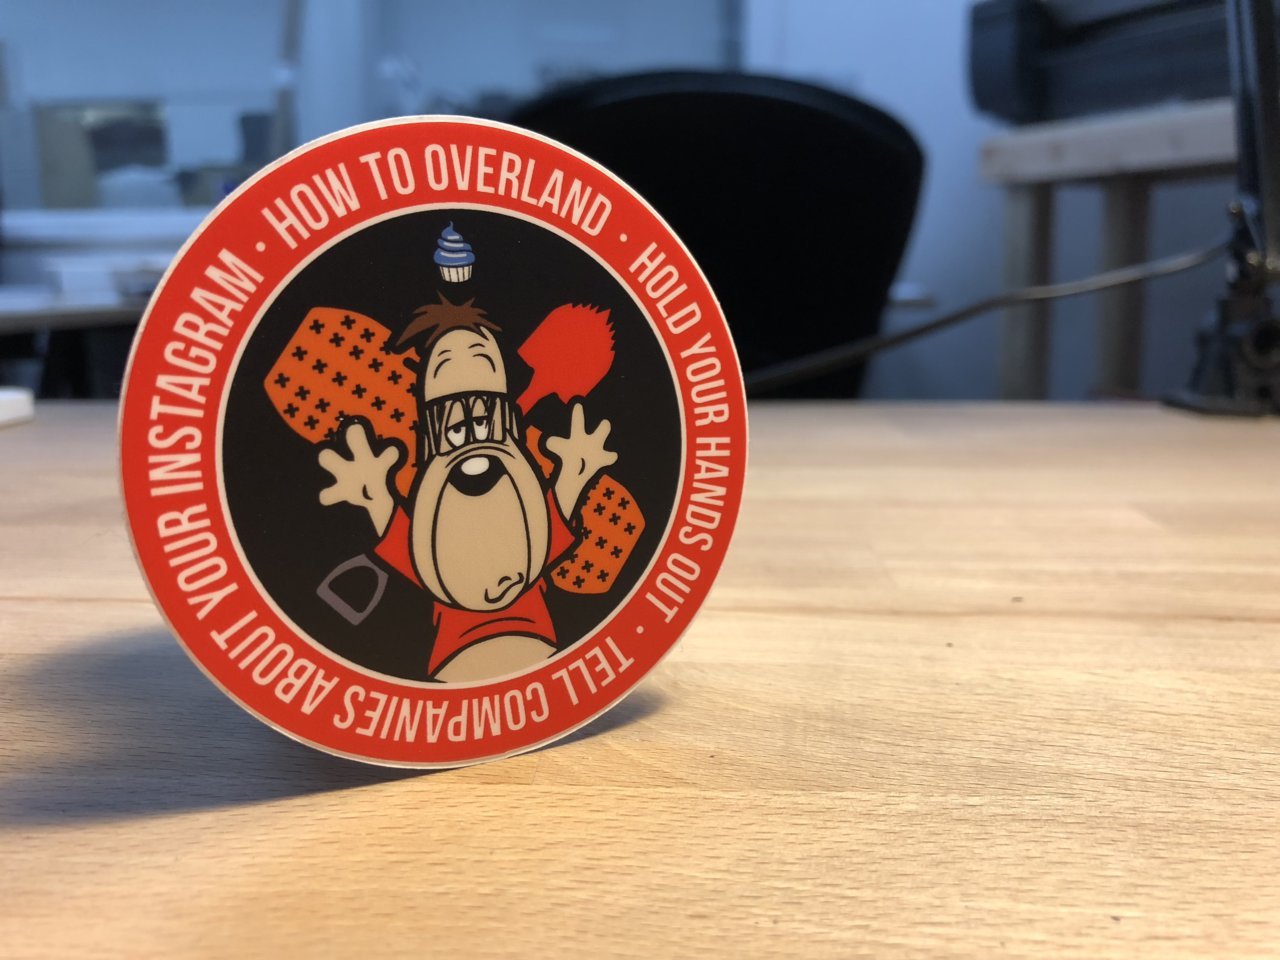 HOW TO OVERLAND ·
HOLD YOUR HANDS OUT ·
TELL COMPANIES ABOUT YOUR INSTAGRAM ·